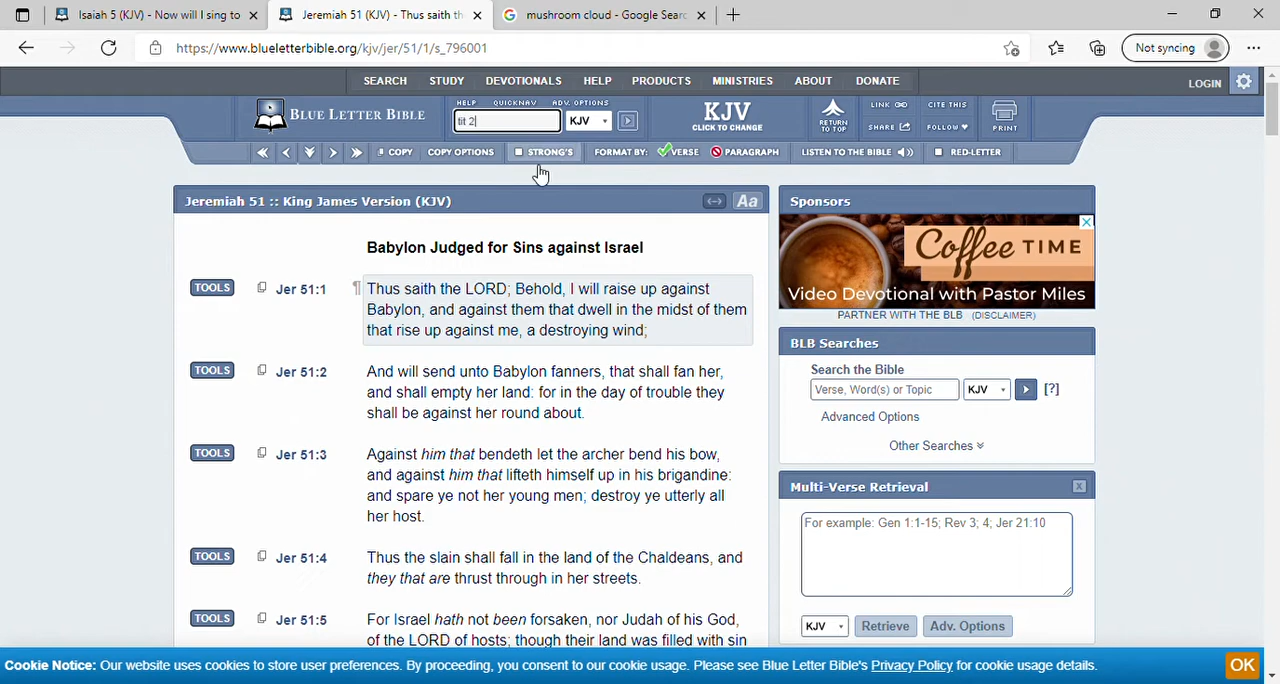 Isaiah 5 (KJV) - Now will I sing to
Jeremiah 51 (KJV) - Thus saith th
mushroom cloud - Google Searc
https://www.blueletterbible.org/kjv/jer/51/1/s_796001
Not syncing
SEARCH STUDY DEVOTIONALS HELP PRODUCTS MINISTRIES ABOUT DONATE
LOGIN
BLUE LETTER BIBLE
HELP QUICKNAV ADV. OPTIONS
tit 2
KJV
KJV
CLICK TO CHANGE
RETURN
TO TOP
LINK
CITE THIS
SHARE
FOLLOW
PRINT
COPY COPY OPTIONS STRONG'S FORMAT BY: VERSE PARAGRAPH LISTEN TO THE BIBLE RED-LETTER
Jeremiah 51 :: King James Version (KJV)
Aa
Babylon Judged for Sins against Israel
TOOLS Jer 51:1 ¶ Thus saith the LORD; Behold, I will raise up against
Babylon, and against them that dwell in the midst of them
that rise up against me, a destroying wind;
TOOLS Jer 51:2 And will send unto Babylon fanners, that shall fan her,
and shall empty her land: for in the day of trouble they
shall be against her round about.
TOOLS Jer 51:3 Against him that bendeth let the archer bend his bow,
and against him that lifteth himself up in his brigandine:
and spare ye not her young men; destroy ye utterly all
her host.
TOOLS Jer 51:4 Thus the slain shall fall in the land of the Chaldeans, and
they that are thrust through in her streets.
TOOLS Jer 51:5 For Israel hath not been forsaken, nor Judah of his God,
of the LORD of hosts; though their land was filled with sin
Sponsors
Coffee TIME
Video Devotional with Pastor Miles
PARTNER WITH THE BLB (DISCLAIMER)
BLB Searches
Search the Bible
Verse, Word(s) or Topic KJV [?]
Advanced Options
Other Searches
Multi-Verse Retrieval X
For example: Gen 1:1-15; Rev 3; 4; Jer 21:10
KJV Retrieve Adv. Options
Cookie Notice: Our website uses cookies to store user preferences. By proceeding, you consent to our cookie usage. Please see Blue Letter Bible's Privacy Policy for cookie usage details.
OK